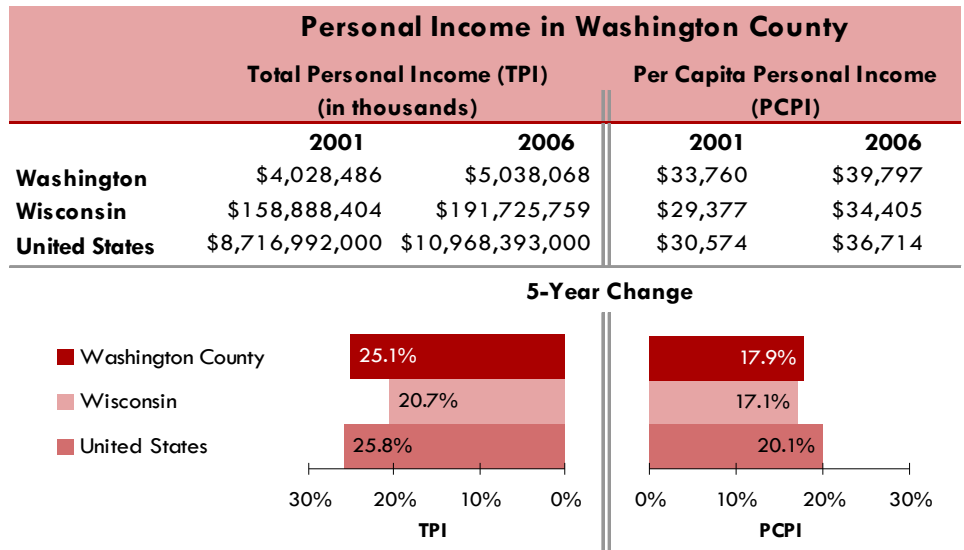 Personal Income in Washington County
Total Personal Income (TPI)
(in thousands)
Per Capita Personal Income
(PCPI)
2001 2006 2001 2006
Washington $4,028,486 $5,038,068 $33,760 $39,797
Wisconsin $158,888,404 $191,725,759 $29,377 $34,405
United States $8,716,992,000 $10,968,393,000 $30,574 $36,714
5-Year Change
Washington County 25.1% 17.9%
Wisconsin 20.7% 17.1%
United States 25.8% 20.1%
30% 20% 10% 0% 0% 10% 20% 30%
TPI PCPI